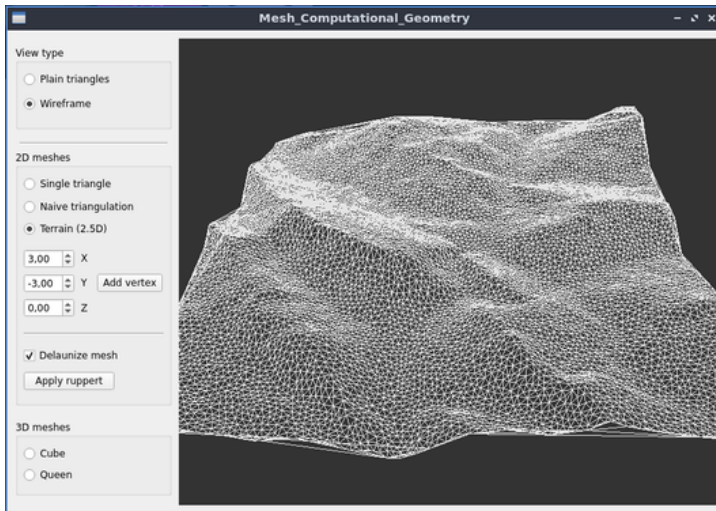 Mesh_Computational_Geometry
View type
Plain triangles
Wireframe
2D meshes
Single triangle
Naive triangulation
Terrain (2.5D)
3,00 X
-3,00 Y Add vertex
0,00 Z
Delaunize mesh
Apply ruppert
3D meshes
Cube
Queen